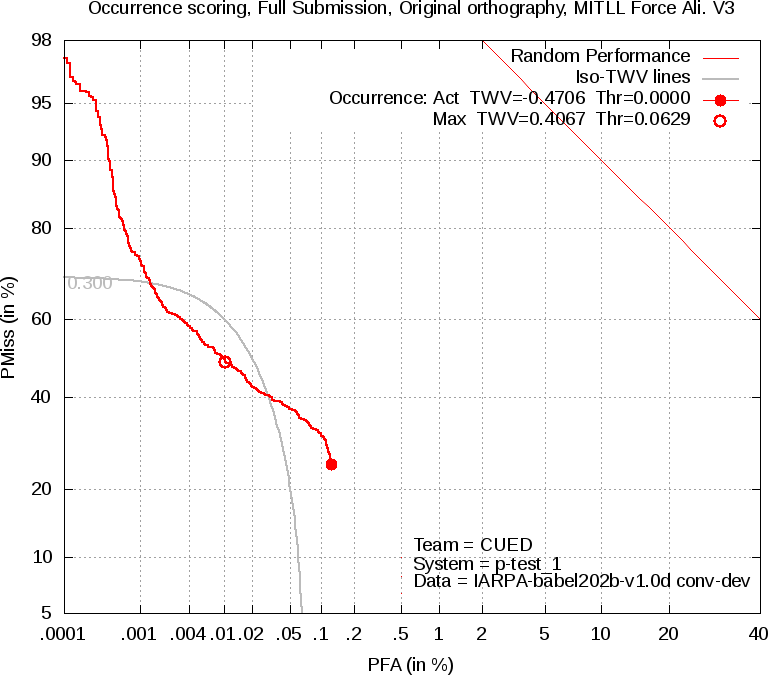 Occurrence scoring, Full Submission, Original orthography, MITLL Force Ali. V3
98
95
90
80
60
40
20
10
5
PMiss (in %)
Random Performance
Iso-TWV lines
Occurrence: Act TWV=-0.4706 Thr=0.0000
Max TWV=0.4067 Thr=0.0629
0.300
Team = CUED
System = p-test_1
Data = IARPA-babel202b-v1.0d conv-dev
.0001 .001 .004 .01 .02 .05 .1 .2 .5 1 2 5 10 20 40
PFA (in %)